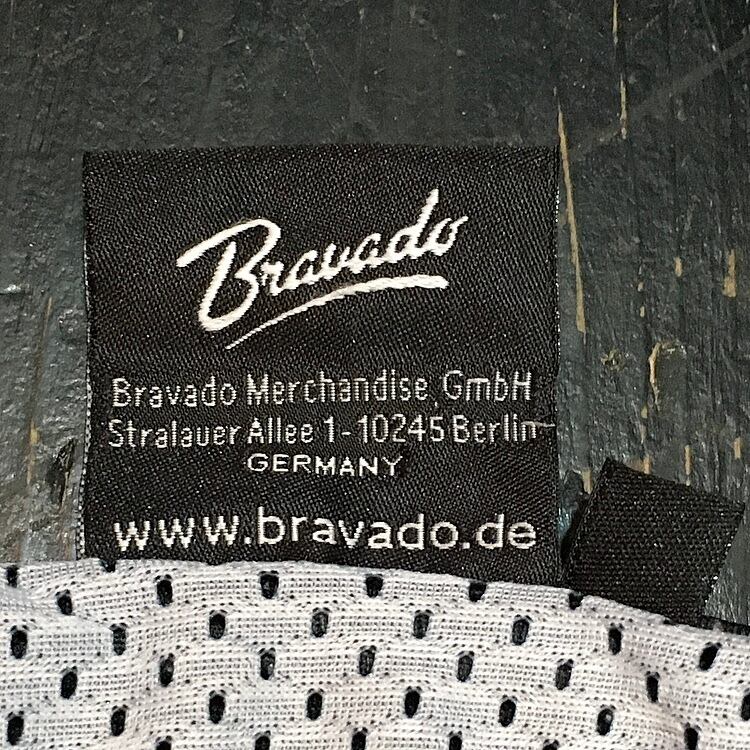 Bravado
Bravado Merchandise GmbH
Stralauer Allee 1-10245 Berlin
GERMANY
www.bravado.de